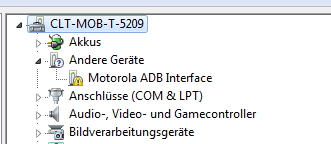 CLT-MOB-T-5209
Akkus
Andere Geräte
Motorola ADB Interface
Anschlüsse (COM & LPT)
Audio-, Video- und Gamecontroller
Bildverarbeitungsgeräte